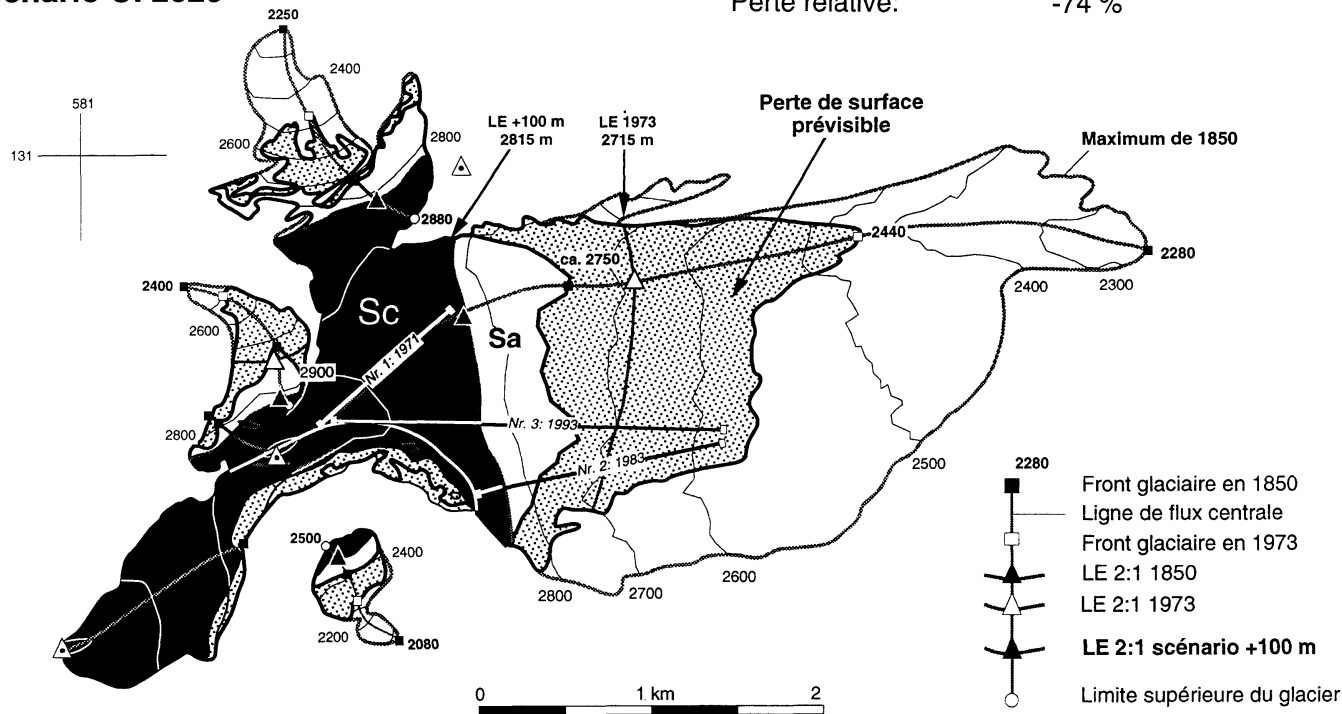 Perte relative: -74 %
2250
2400
581
131
2600
2800
LE +100 m
2815 m
LE 1973
2715 m
Perte de surface
prévisible
Maximum de 1850
2880
ca. 2750
2440
2280
2400
2300
2400
2600
Sc
Sa
Nr. 1: 1971
2900
2800
Nr. 3: 1993
Nr. 2: 1983
2500
2500
2400
2600
2700
2800
2200
2080
2280
Front glaciaire en 1850
Ligne de flux centrale
Front glaciaire en 1973
LE 2:1 1850
LE 2:1 1973
LE 2:1 scénario +100 m
Limite supérieure du glacier
0 1 km 2